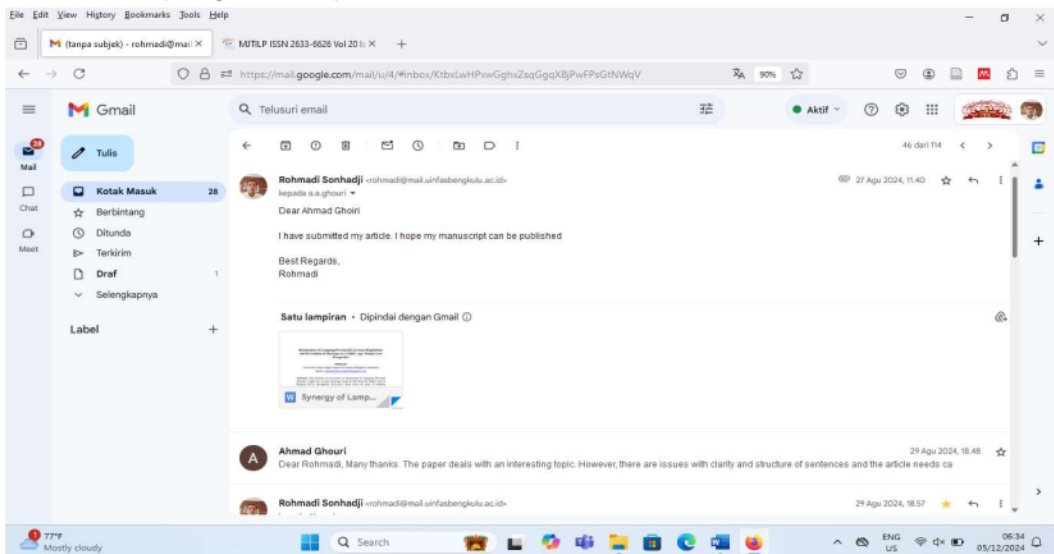 File Edit View History Bookmarks Tools Help
(tanpa subjek) - rohmadi@mail
MJTILP ISSN 2633-6626 Vol 20 Is
https://mail.google.com/mail/u/4/#inbox/KtbxLwHPxwGghxZsqGgqXBjPwFPsGtNWqV
90%
Gmail
Telusuri email
Aktif
Tulis
46 dari 114
Mail
Chat
Meet
Kotak Masuk 28
Berbintang
Ditunda
Terkirim
Draf 1
Selengkapnya
Label
Rohmadi Sonhadji <rohmadi@mail.uinfasbengkulu.ac.id>
27 Agu 2024, 11.40
kepada a.a.ghouri
Dear Ahmad Ghoiri
I have submitted my article. I hope my manuscript can be published
Best Regards,
Rohmadi
Satu lampiran • Dipindai dengan Gmail
Synergy of Lamp...
A
Ahmad Ghouri
29 Agu 2024, 18.48
Dear Rohmadi, Many thanks. The paper deals with an interesting topic. However, there are issues with clarity and structure of sentences and the article needs ca
Rohmadi Sonhadji <rohmadi@mail.uinfasbengkulu.ac.id>
29 Agu 2024, 18.57
77°F
Mostly cloudy
Search
ENG
US
06:34
05/12/2024